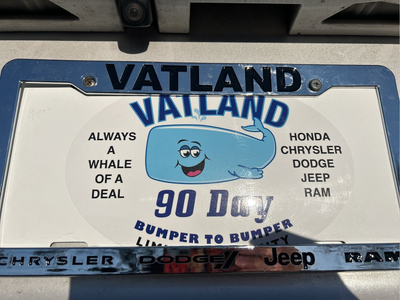 VATLAND
VATLAND
ALWAYS
A
WHALE
OF A
DEAL
HONDA
CHRYSLER
DODGE
JEEP
RAM
90 Day
BUMPER TO BUMPER
CHRYSLER DODGE Jeep RAM